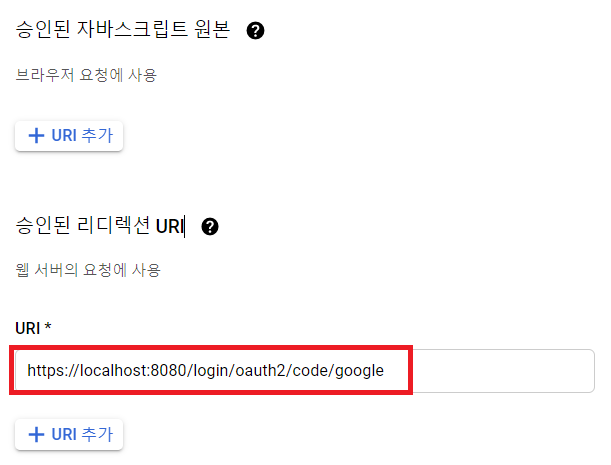 승인된 자바스크립트 원본 ?
브라우저 요청에 사용
+ URI 추가
승인된 리디렉션 URI ?
웹 서버의 요청에 사용
URI *
https://localhost:8080/login/oauth2/code/google
+ URI 추가